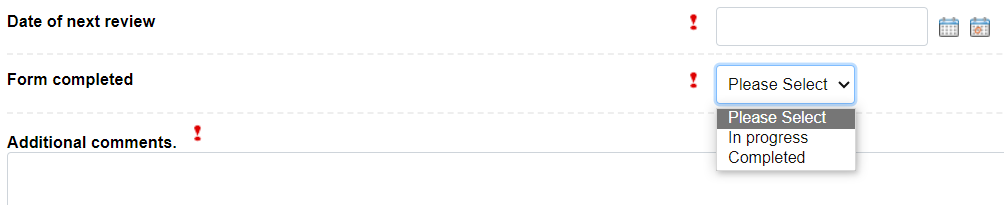 Date of next review
Form completed
Please Select
Please Select
In progress
Completed
Additional comments.